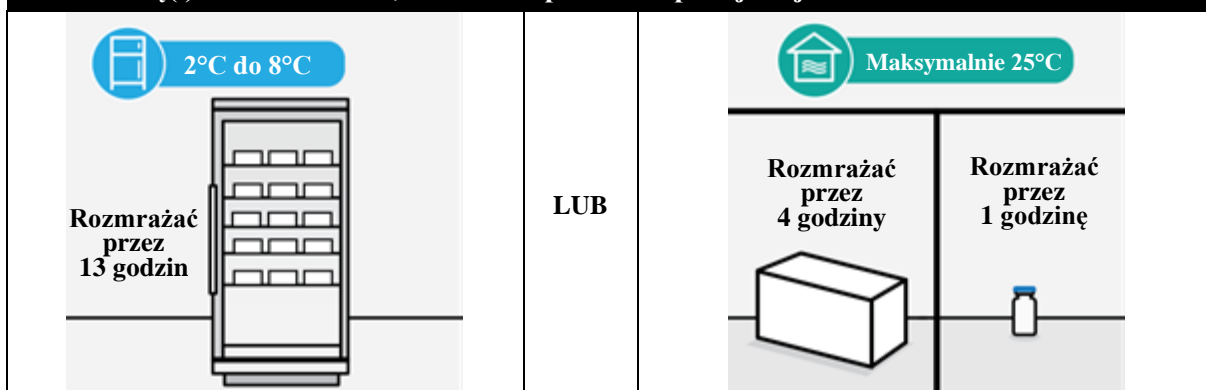 2°C do 8°C
Rozmrażać
przez
13 godzin
LUB
Maksymalnie 25°C
Rozmrażać
przez
4 godziny
Rozmrażać
przez
1 godzinę